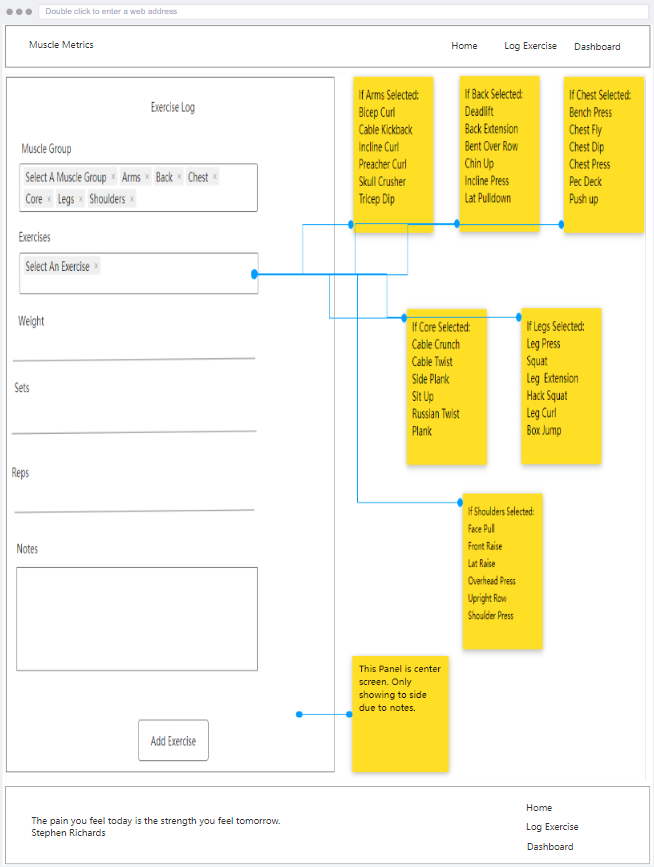 Double click to enter a web address.
Muscle Metrics
Home
Log Exercise
Dashboard
Exercise Log
Muscle Group
Select A Muscle Group × Arms × Back × Chest ×
Core × Legs × Shoulders ×
Exercises
Select An Exercise ×
Weight
Sets
Reps
Notes
Add Exercise
If Arms Selected:
Bicep Curl
Cable Kickback
Incline Curl
Preacher Curl
Skull Crusher
Tricep Dip
If Back Selected:
Deadlift
Back Extension
Bent Over Row
Chin Up
Incline Press
Lat Pulldown
If Chest Selected:
Bench Press
Chest Fly
Chest Dip
Chest Press
Pec Deck
Push up
If Core Selected:
Cable Crunch
Cable Twist
Side Plank
Sit Up
Russian Twist
Plank
If Legs Selected:
Leg Press
Squat
Leg Extension
Hack Squat
Leg Curl
Box Jump
If Shoulders Selected:
Face Pull
Front Raise
Lat Raise
Overhead Press
Upright Row
Shoulder Press
This Panel is center
screen. Only
showing to side
due to notes.
The pain you feel today is the strength you feel tomorrow.
Stephen Richards
Home
Log Exercise
Dashboard